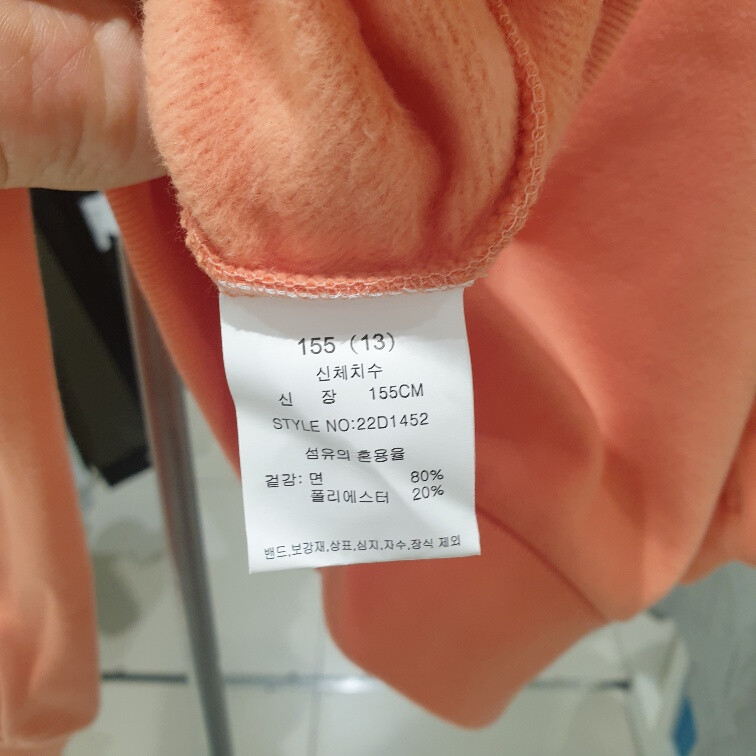 155 (13)
신체치수
신 장 155CM
STYLE NO:22D1452
섬유의 혼용율
겉감: 면 80%
폴리에스터 20%
밴드,보강재,상표,심지,자수,장식 제외